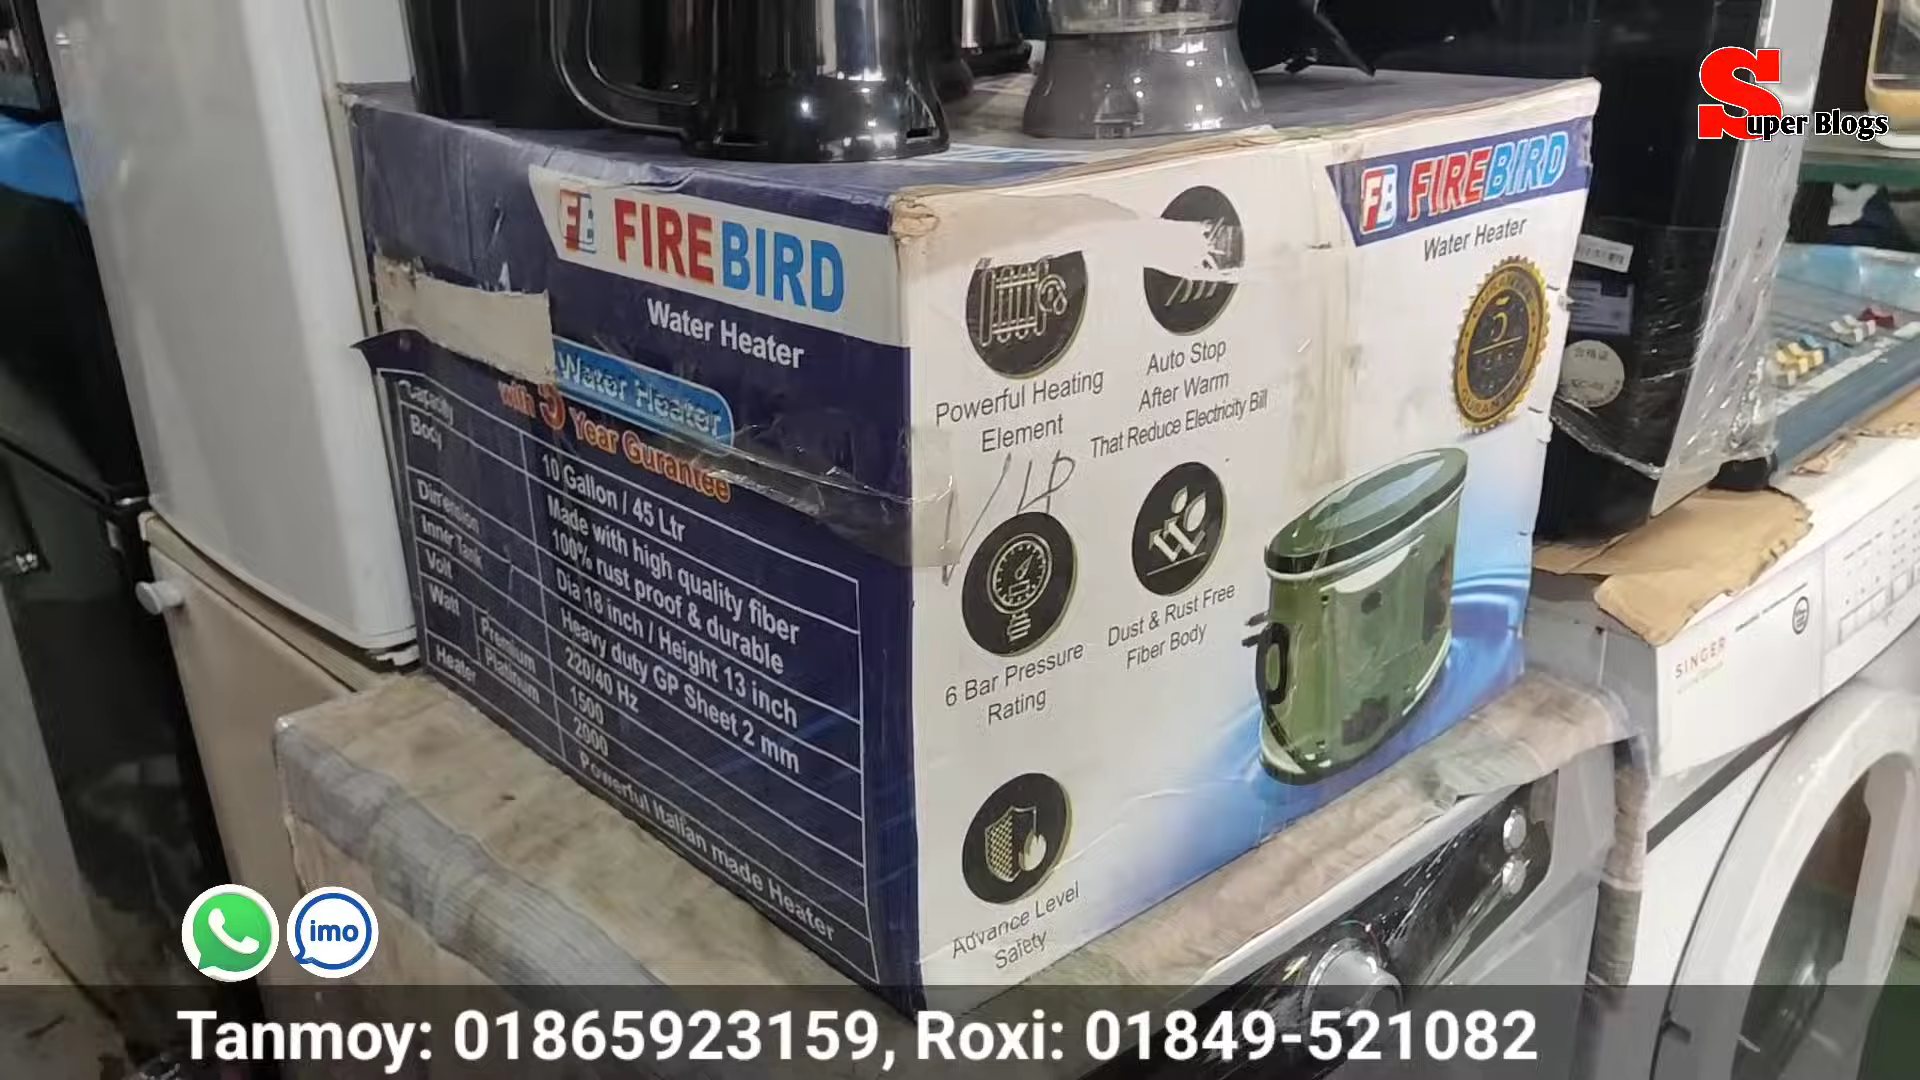 Super Blogs
FB FIREBIRD
Water Heater
Water Heater
with 5 Year Gurantee
Capacity
10 Gallon / 45 Ltr
Body
Made with high quality fiber
100% rust proof & durable
Dimension
Dia 18 inch / Height 13 inch
Inner Tank
Heavy duty GP Sheet 2 mm
Volt
220/40 Hz
Watt
Premium
1500
Platinum
2000
Heater
Powerful Italian made Heater
FB FIREBIRD
Water Heater
Powerful Heating
Element
Auto Stop
After Warm
That Reduce Electricity Bill
6 Bar Pressure
Rating
Dust & Rust Free
Fiber Body
Advance Level
Safety
SINGER
imo
Tanmoy: 01865923159, Roxi: 01849-521082